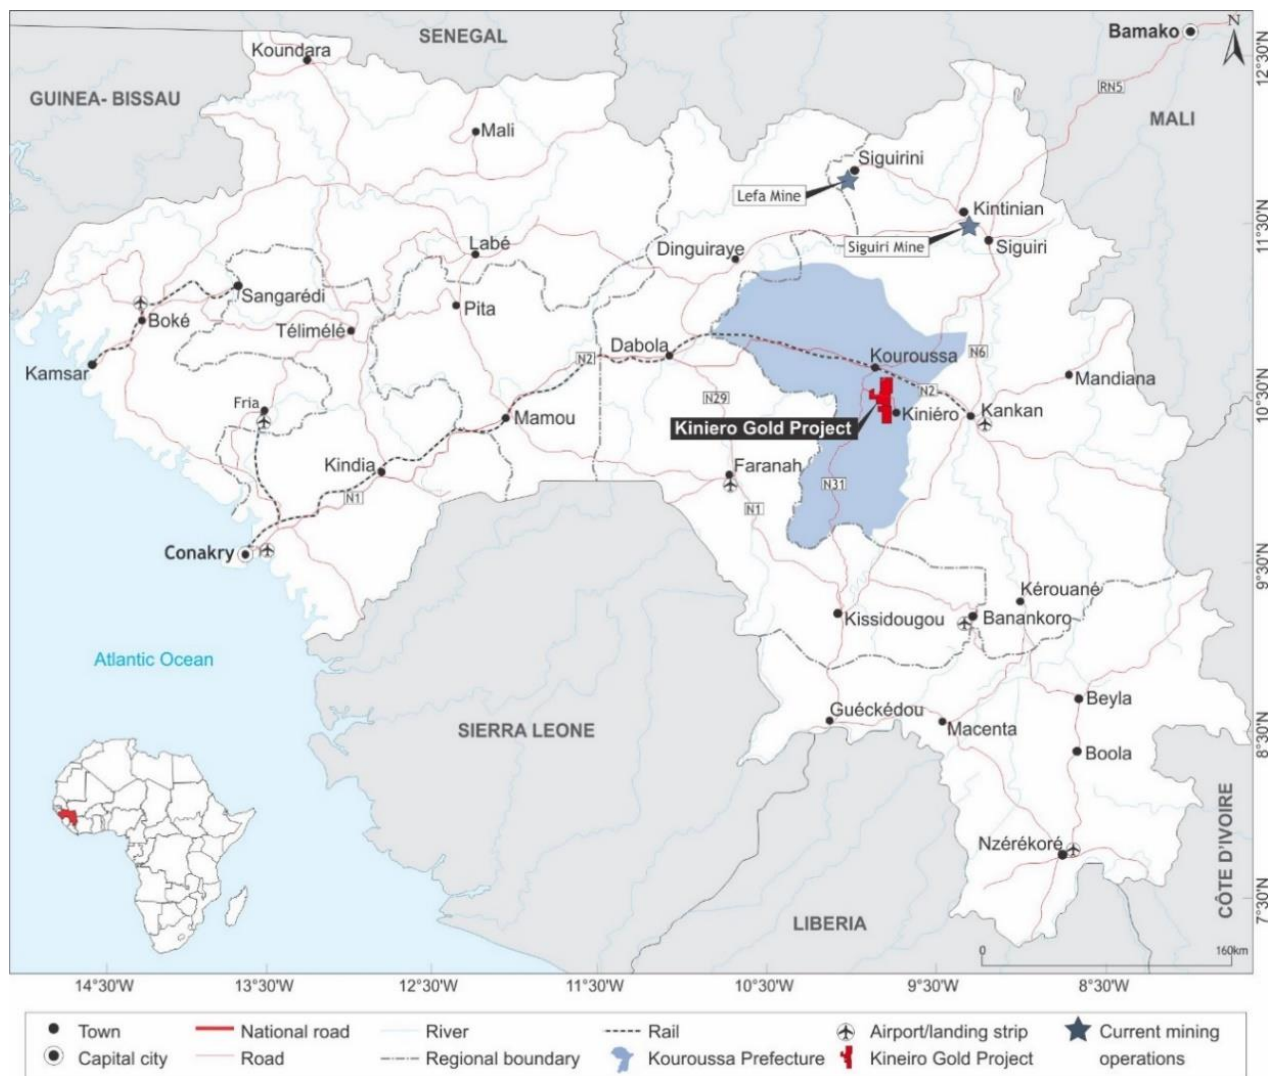 SENEGAL
Bamako
N
12°30'N
Koundara
GUINEA- BISSAU
RN5
MALI
Mali
Siguirini
Lefa Mine
Kintinian
11°30'N
Labé
Dinguiraye
Siguiri Mine
Siguiri
Sangarédi
Boké
Pita
Télimélé
Dabola
N2
Kouroussa
N6
Kamsar
Mandiana
10°30'N
Fria
N29
N2
Mamou
Kiniéro
Kankan
Kiniero Gold Project
Kindia
Faranah
N31
N1
N1
Conakry
9°30'N
Kérouané
Kissidougou
Banankoro
Atlantic Ocean
Beyla
Guéckédou
SIERRA LEONE
Macenta
8°30'N
Boola
CÔTE D'IVOIRE
Nzérékoré
7°30'N
LIBERIA
0
160km
14°30'W
13°30'W
12°30'W
11°30'W
10°30'W
9°30'W
8°30'W
Town
National road
River
Rail
Airport/landing strip
Current mining
operations
Capital city
Road
Regional boundary
Kouroussa Prefecture
Kineiro Gold Project